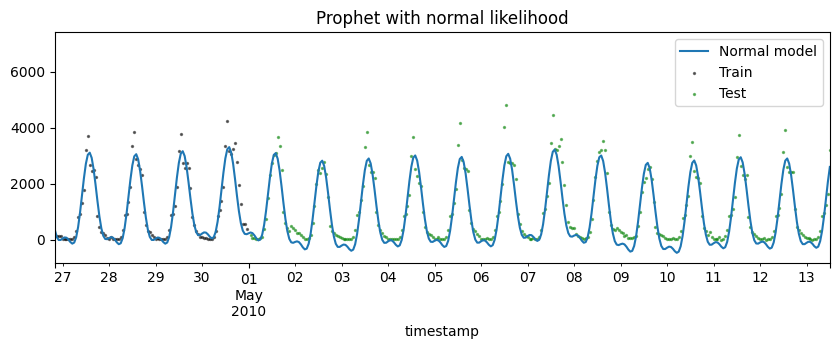 Prophet with normal likelihood
Normal model
Train
Test
6000
4000
2000
0
27 28 29 30 01 02 03 04 05 06 07 08 09 10 11 12 13
May
2010
timestamp